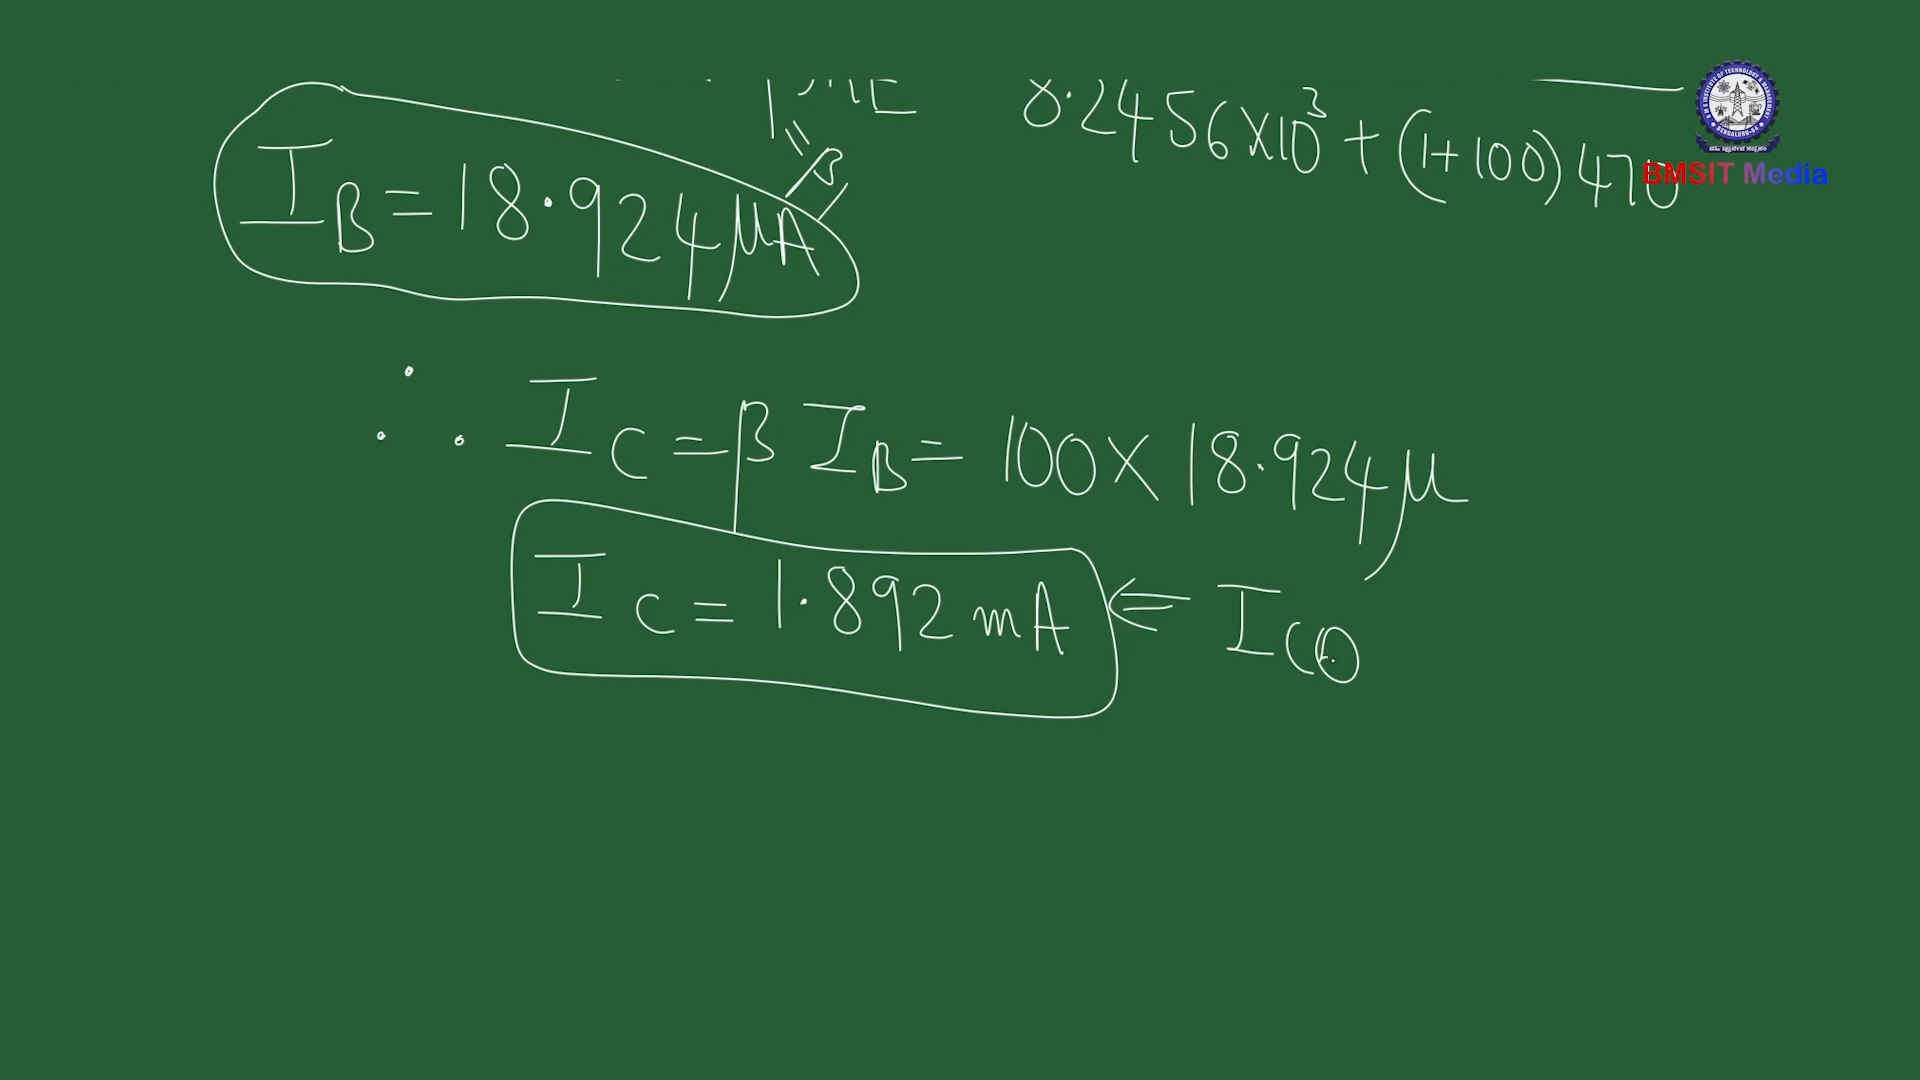 8.2456×10³ + (1+100) 470
I_B = 18.924 μA
β
∴ I_C = β I_B = 100 × 18.924 μ
I_C = 1.892 mA ⇐ I_CQ
BMSIT Media